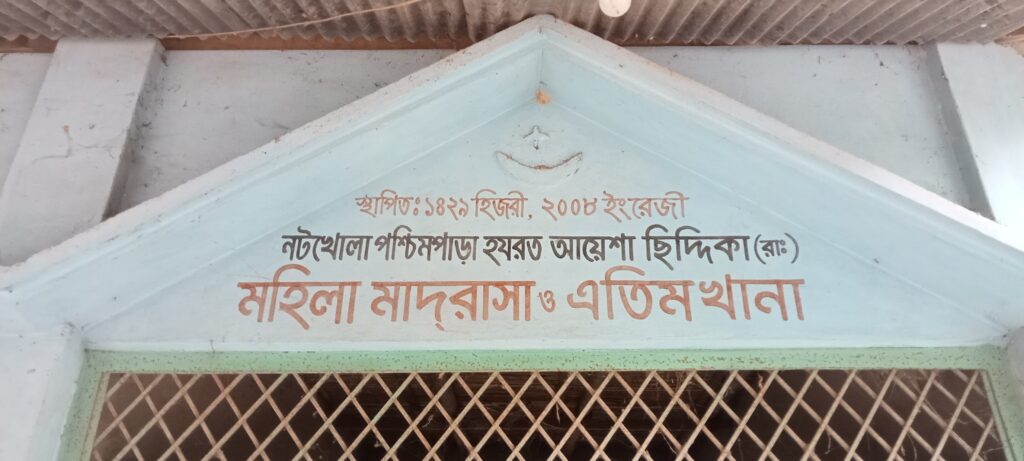 স্থাপিতঃ ১৪২৯ হিজরী, ২০০৮ ইংরেজী
নটখোলা পশ্চিমপাড়া হযরত আয়েশা ছিদ্দিকা (রাঃ)
মহিলা মাদ্‌রাসা ও এতিমখানা